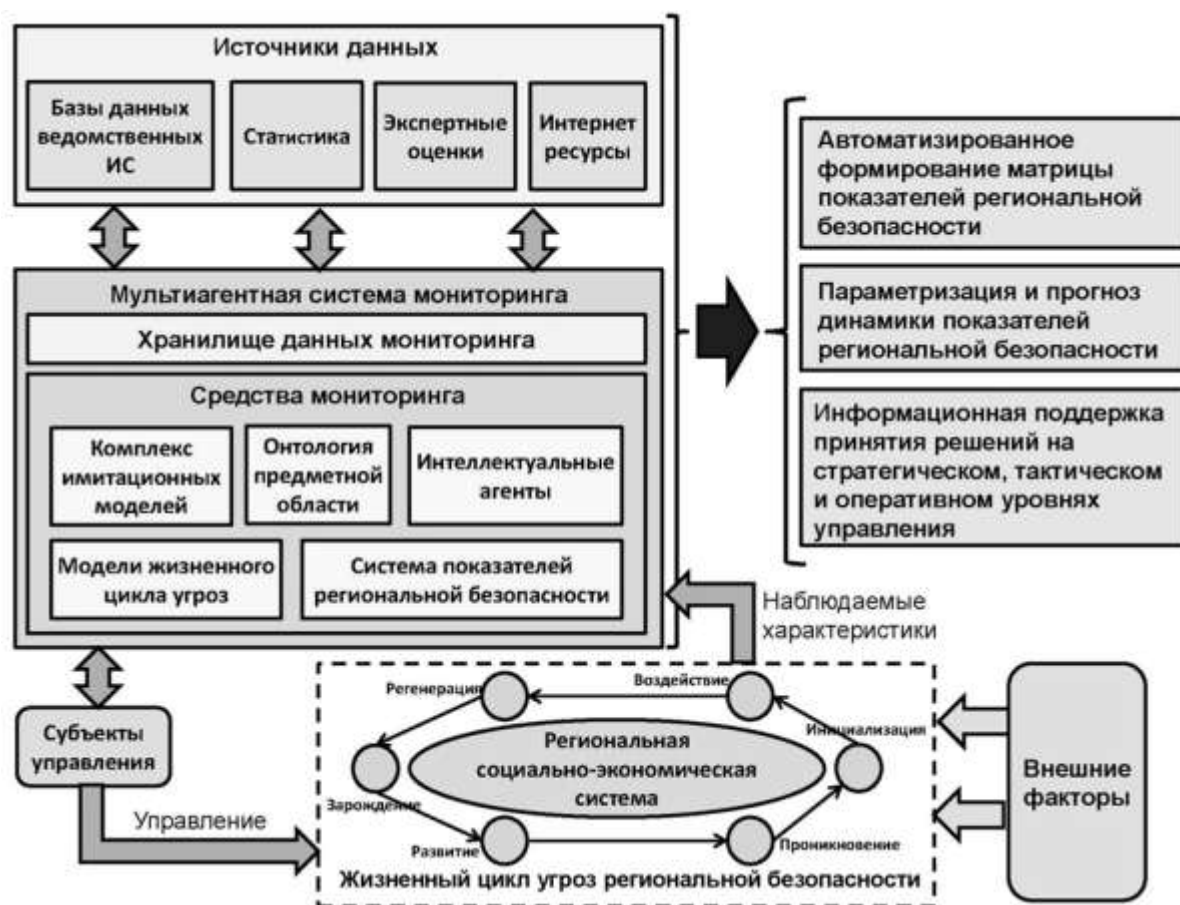 Источники данных
Базы данных
ведомственных
ИС
Статистика
Экспертные
оценки
Интернет
ресурсы
Мультиагентная система мониторинга
Хранилище данных мониторинга
Средства мониторинга
Комплекс
имитационных
моделей
Онтология
предметной
области
Интеллектуальные
агенты
Модели жизненного
цикла угроз
Система показателей
региональной безопасности
Автоматизированное
формирование матрицы
показателей региональной
безопасности
Параметризация и прогноз
динамики показателей
региональной безопасности
Информационная поддержка
принятия решений на
стратегическом, тактическом
и оперативном уровнях
управления
Наблюдаемые
характеристики
Субъекты
управления
Управление
Регенерация
Воздействие
Инициализация
Региональная
социально-экономическая
система
Зарождение
Развитие
Проникновение
Жизненный цикл угроз региональной безопасности
Внешние
факторы